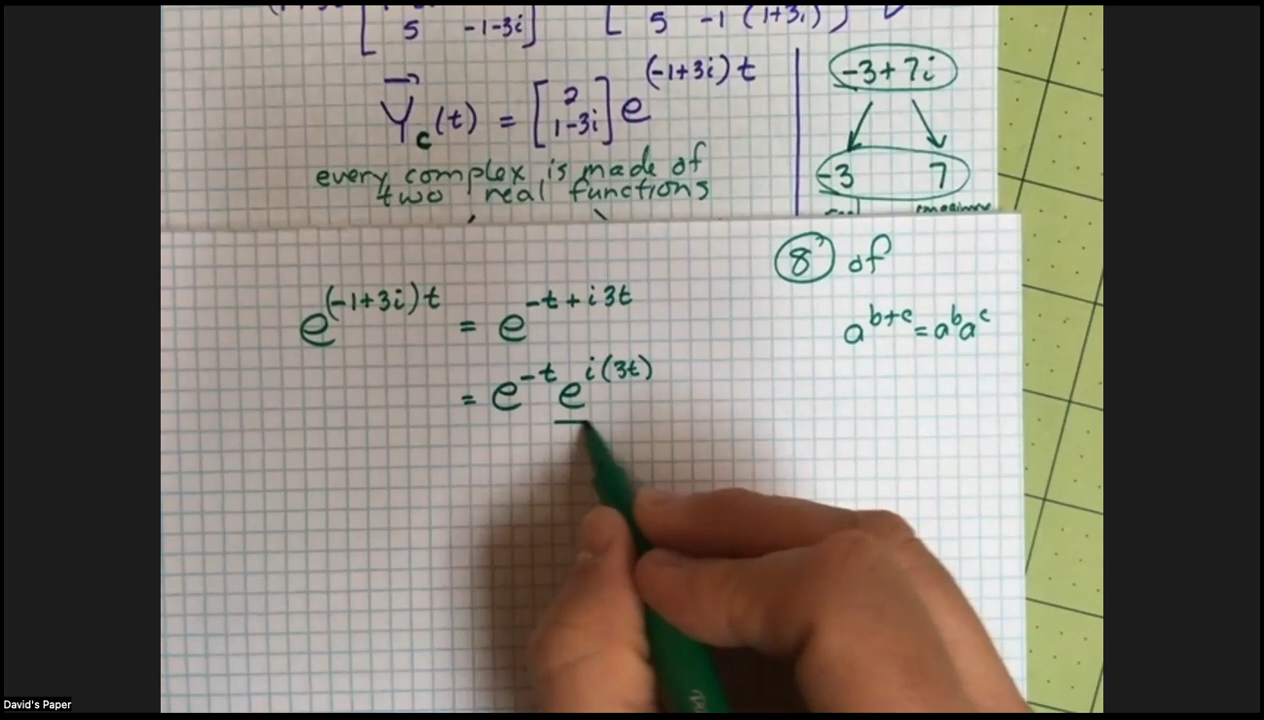 5 -1-3i] [ 5 -1 (1+3i)
Y⃗_c(t) = [2; 1-3i] e^(-1+3i)t
every complex is made of
two real functions
-3+7i
-3 7
8 of
e^(-1+3i)t = e^-t+i3t
= e^-t e^i(3t)
a^b+c = a^b a^c
David's Paper